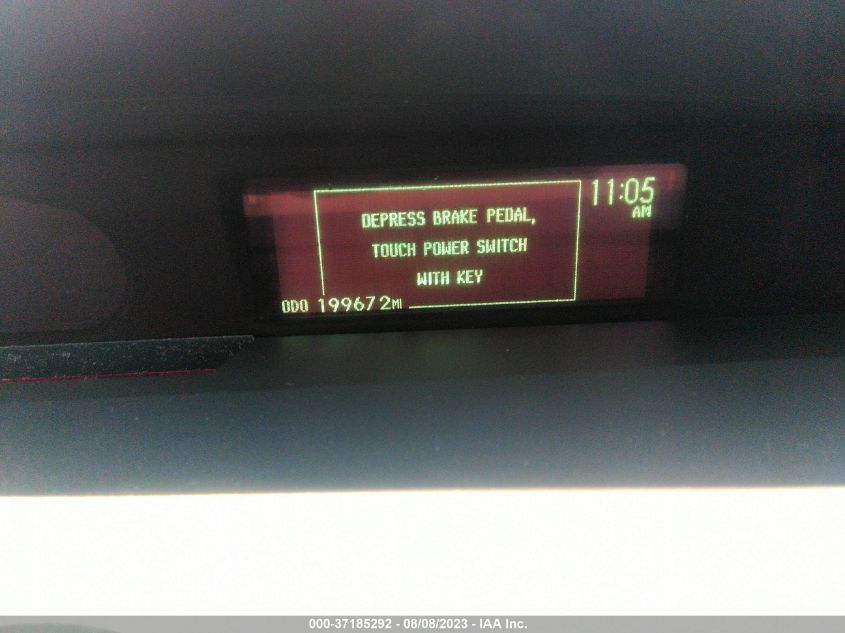 11:05
AM
DEPRESS BRAKE PEDAL,
TOUCH POWER SWITCH
WITH KEY
ODO 199672MI
000-37185292 - 08/08/2023 - IAA Inc.